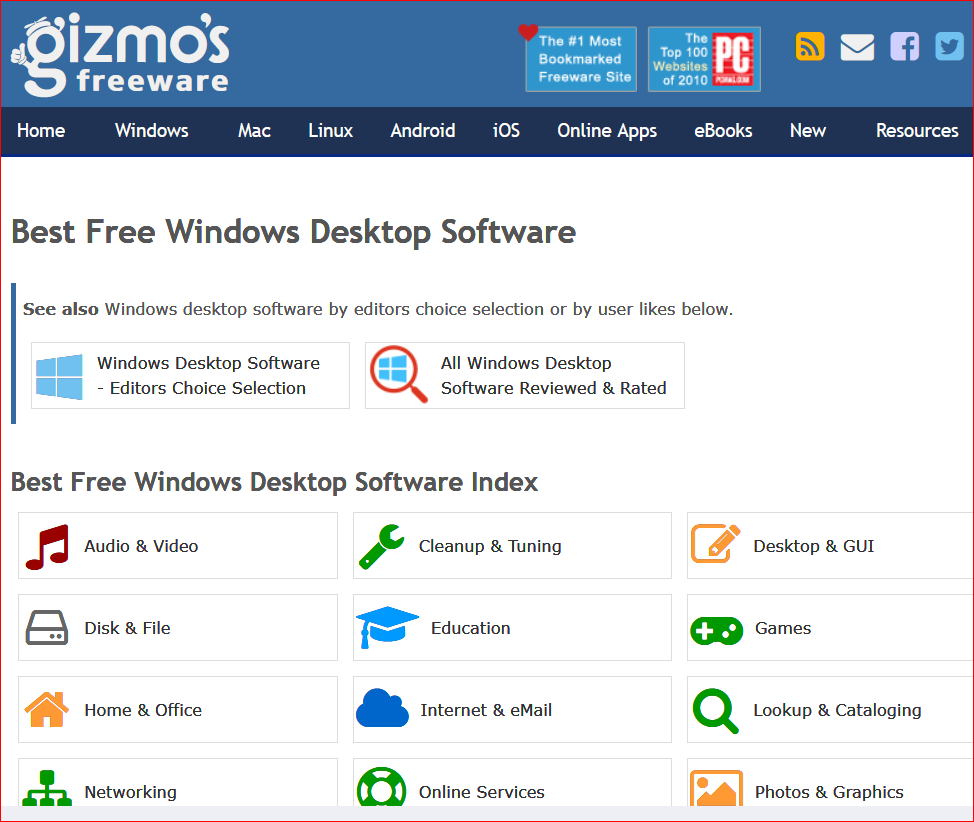 gizmo's
freeware
The #1 Most
Bookmarked
Freeware Site
The
Top 100
Websites
of 2010
PC
PCMAG.COM
Home Windows Mac Linux Android iOS Online Apps eBooks New Resources
Best Free Windows Desktop Software
See also Windows desktop software by editors choice selection or by user likes below.
Windows Desktop Software
- Editors Choice Selection
All Windows Desktop
Software Reviewed & Rated
Best Free Windows Desktop Software Index
Audio & Video
Cleanup & Tuning
Desktop & GUI
Disk & File
Education
Games
Home & Office
Internet & eMail
Lookup & Cataloging
Networking
Online Services
Photos & Graphics